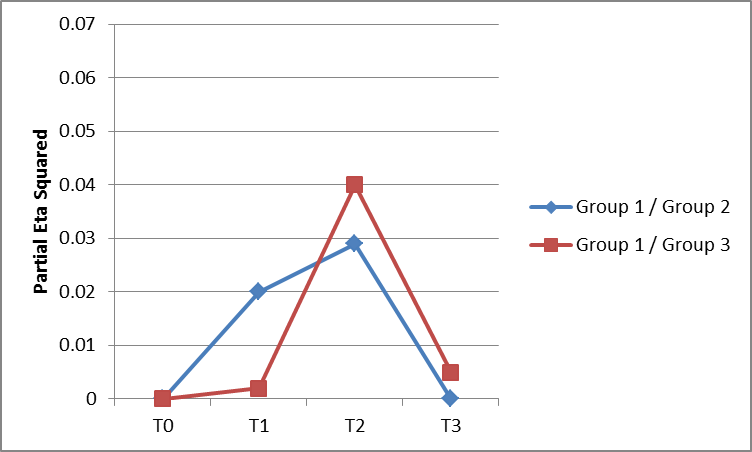 0.07
0.06
0.05
0.04
0.03
0.02
0.01
0
Partial Eta Squared
T0 T1 T2 T3
Group 1 / Group 2
Group 1 / Group 3